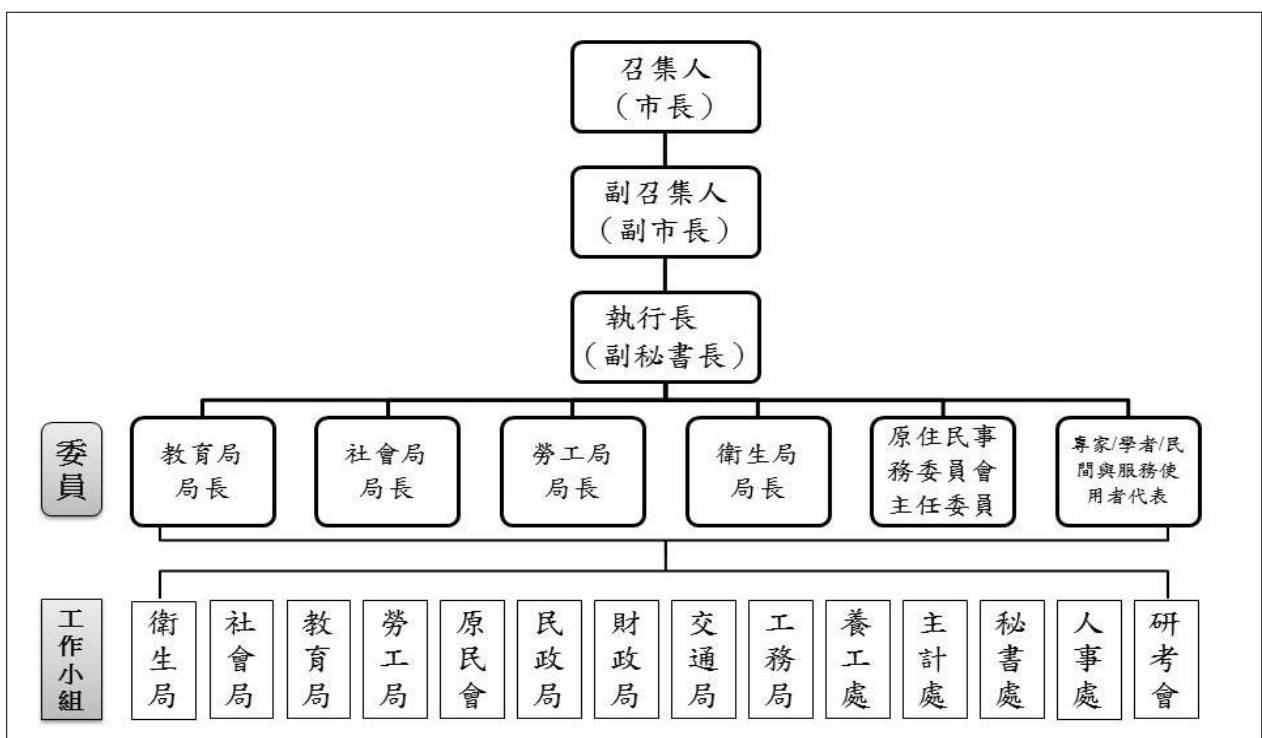 召集人
(市長)
副召集人
(副市長)
執行長
(副秘書長)
委員
教育局
局長
社會局
局長
勞工局
局長
衛生局
局長
原住民事
務委員會
主任委員
專家/學者/民
間與服務使
用者代表
工作小組
衛生局
社會局
教育局
勞工局
原民會
民政局
財政局
交通局
工務局
養工處
主計處
秘書處
人事處
研考會